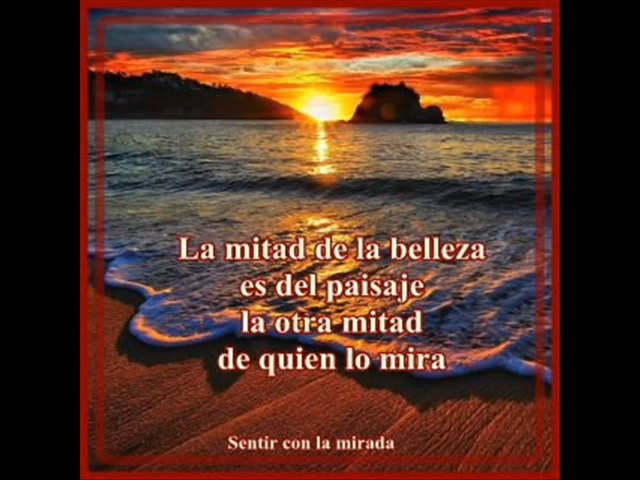 La mitad de la belleza
es del paisaje
la otra mitad
de quien lo mira
Sentir con la mirada